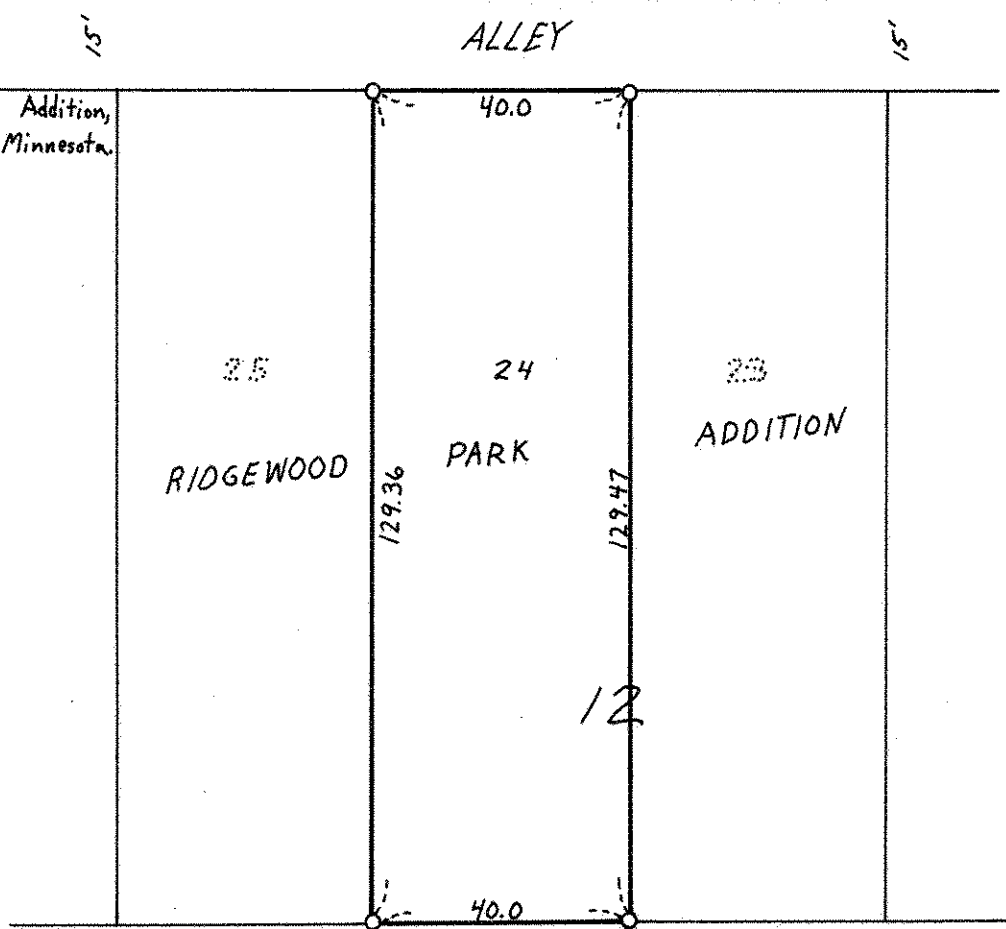 15'
ALLEY
15'
Addition,
Minnesota.
40.0
25
24
23
RIDGEWOOD
PARK
ADDITION
129.36
129.47
12
40.0